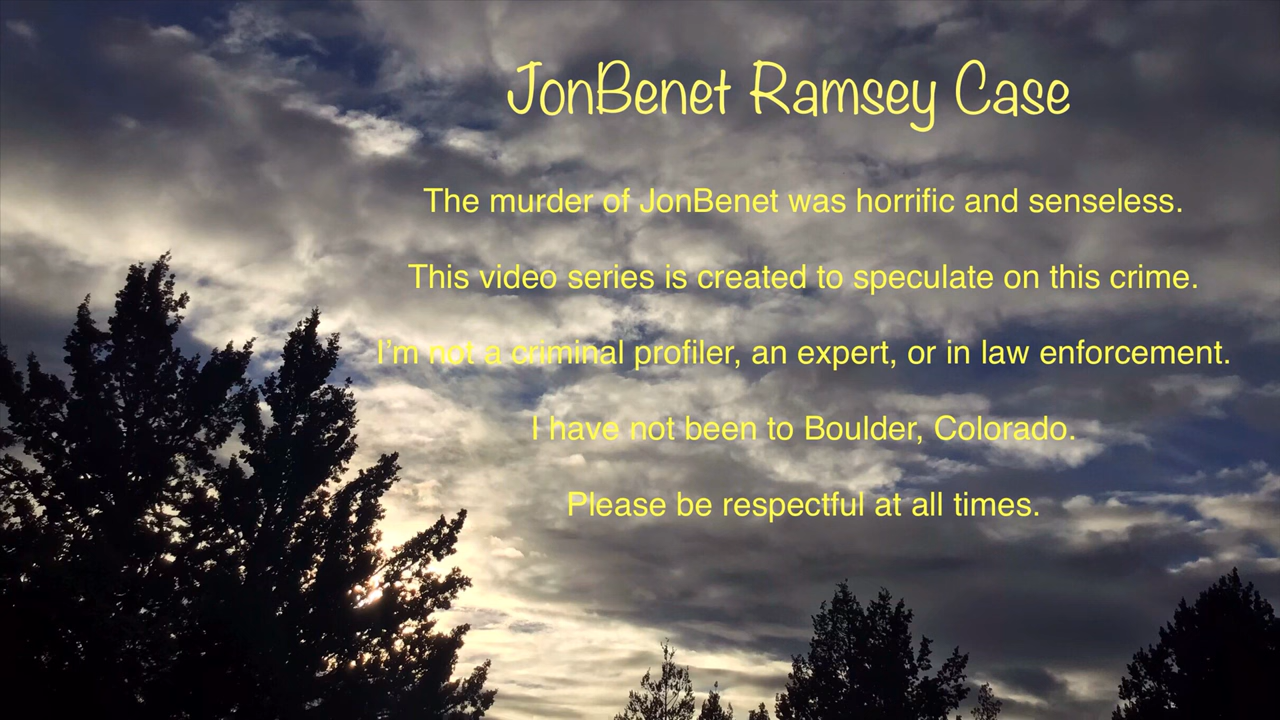 JonBenet Ramsey Case
The murder of JonBenet was horrific and senseless.
This video series is created to speculate on this crime.
I'm not a criminal profiler, an expert, or in law enforcement.
I have not been to Boulder, Colorado.
Please be respectful at all times.